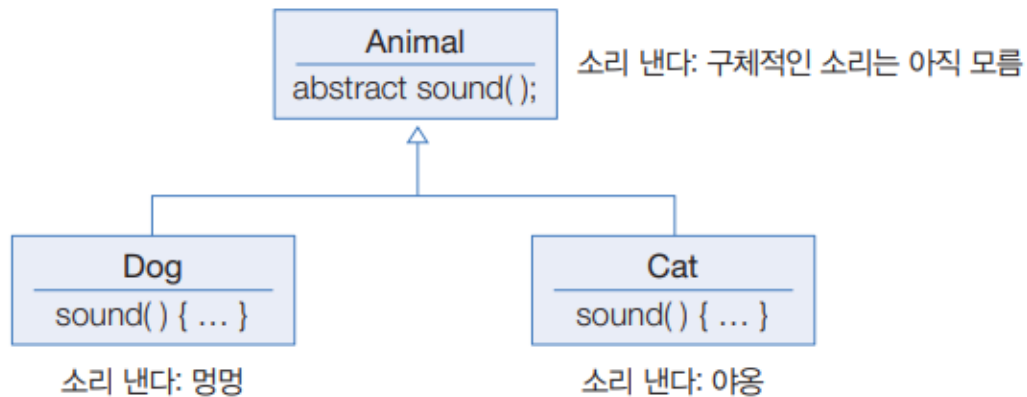 Animal
abstract sound( );
소리 낸다: 구체적인 소리는 아직 모름
Dog
sound( ) { … }
소리 낸다: 멍멍
Cat
sound( ) { … }
소리 낸다: 야옹